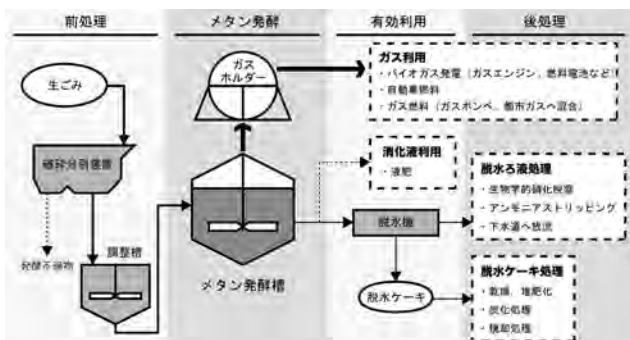 前処理
メタン発酵
有効利用
後処理
生ごみ
破砕分別装置
発酵不適物
調整槽
ガス
ホルダー
メタン発酵槽
ガス利用
・バイオガス発電（ガスエンジン、燃料電池など）
・自動車燃料
・ガス燃料（ガスボンベ、都市ガスへ混合）
消化液利用
・液肥
脱水機
脱水ケーキ
脱水ろ液処理
・生物学的硝化脱窒
・アンモニアストリッピング
・下水道へ放流
脱水ケーキ処理
・乾燥、堆肥化
・炭化処理
・焼却処理